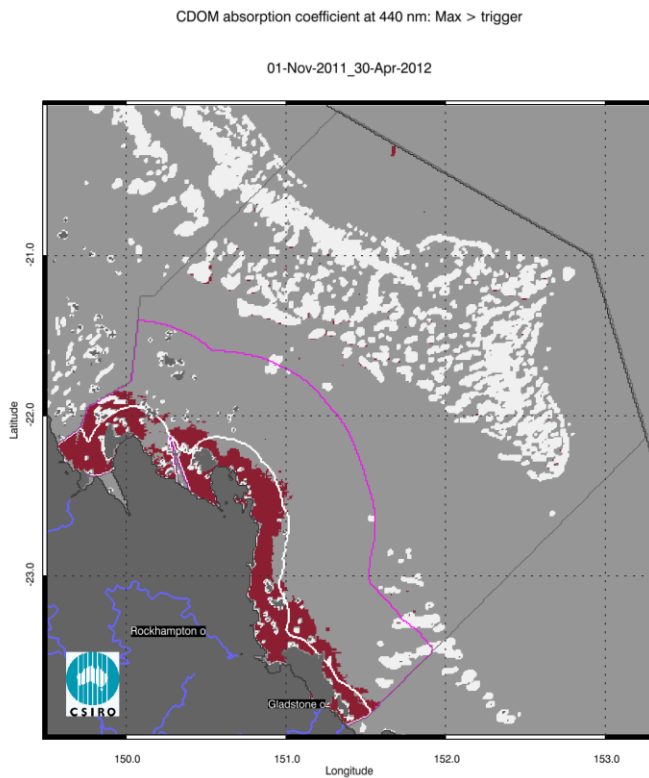 CDOM absorption coefficient at 440 nm: Max > trigger
01-Nov-2011_30-Apr-2012
-21.0
-22.0
-23.0
Latitude
Rockhampton o
Gladstone o
CSIRO
150.0 151.0 152.0 153.0
Longitude